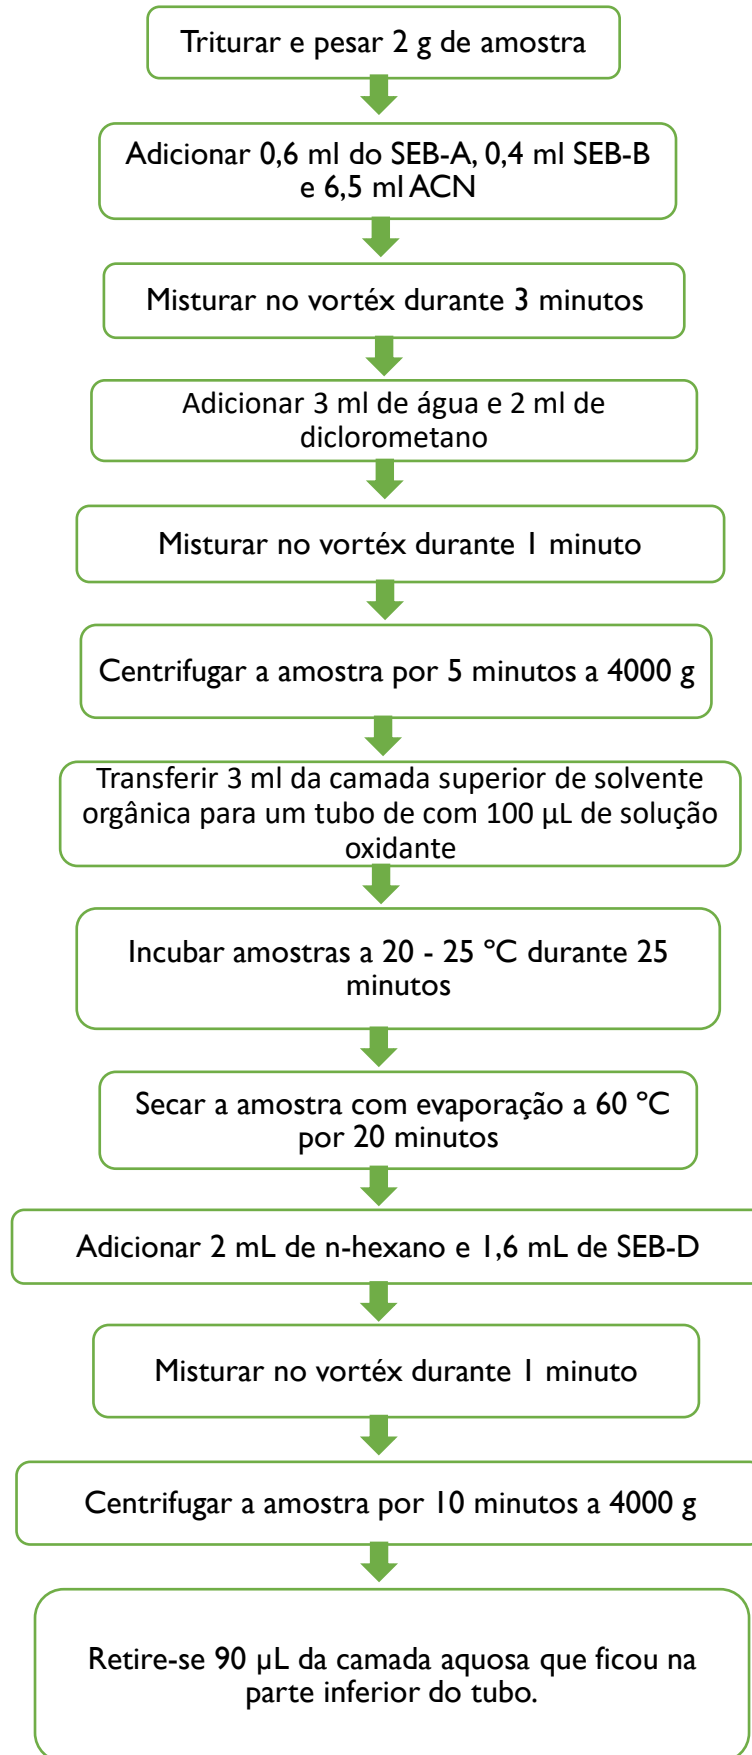 Triturar e pesar 2 g de amostra
Adicionar 0,6 ml do SEB-A, 0,4 ml SEB-B
e 6,5 ml ACN
Misturar no vortéx durante 3 minutos
Adicionar 3 ml de água e 2 ml de
diclorometano
Misturar no vortéx durante 1 minuto
Centrifugar a amostra por 5 minutos a 4000 g
Transferir 3 ml da camada superior de solvente
orgânica para um tubo de com 100 µL de solução
oxidante
Incubar amostras a 20 - 25 ºC durante 25
minutos
Secar a amostra com evaporação a 60 ºC
por 20 minutos
Adicionar 2 mL de n-hexano e 1,6 mL de SEB-D
Misturar no vortéx durante 1 minuto
Centrifugar a amostra por 10 minutos a 4000 g
Retire-se 90 µL da camada aquosa que ficou na
parte inferior do tubo.